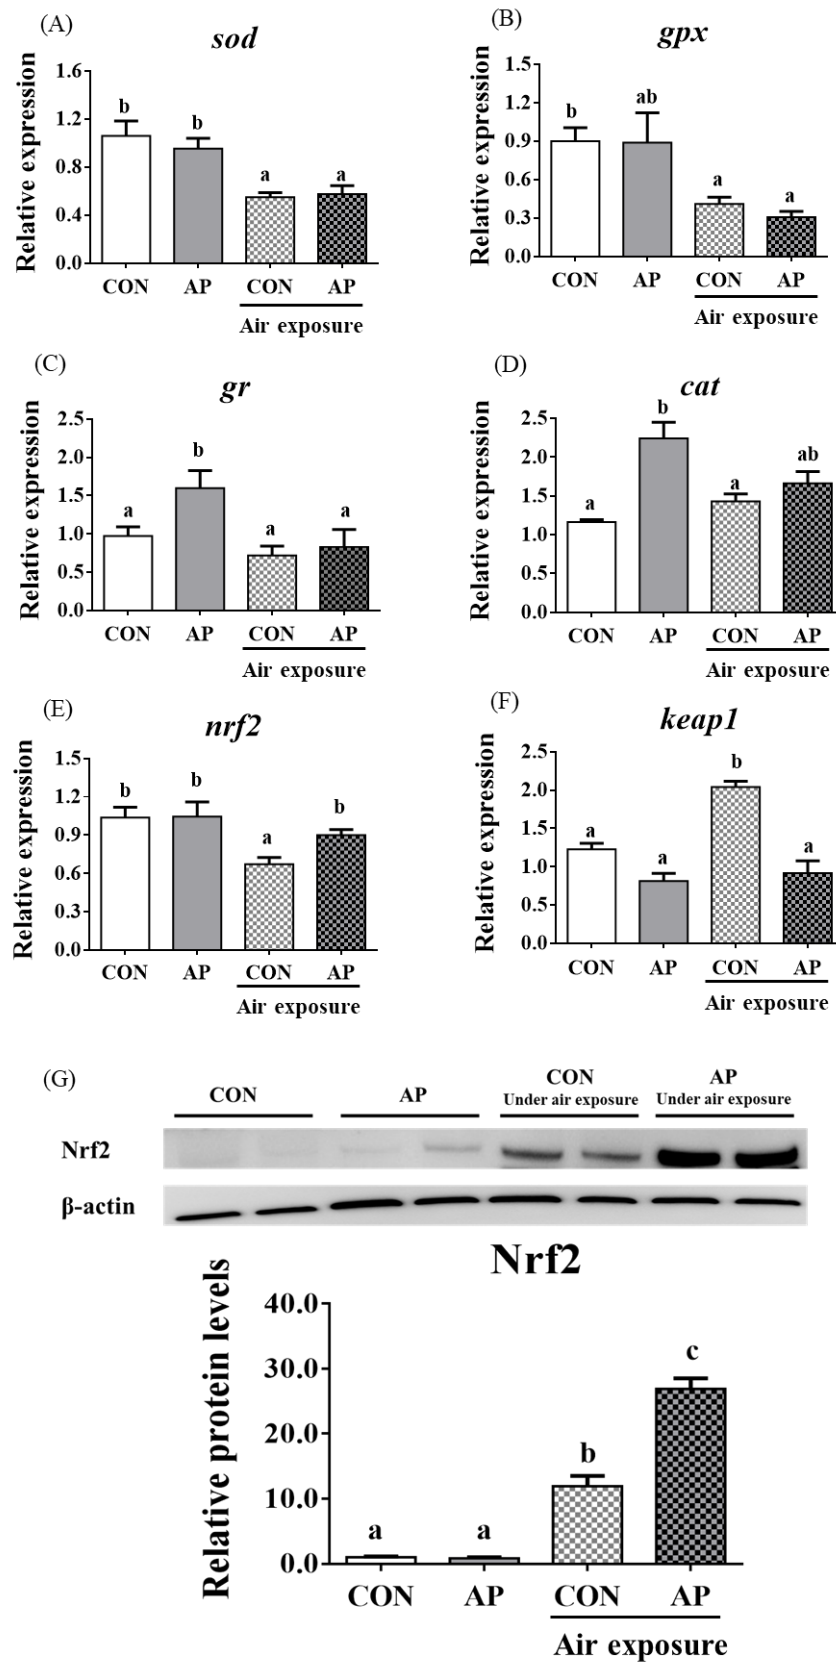 (A)
sod
Relative expression
1.6
1.2
0.8
0.4
0.0
b
b
a
a
CON AP CON AP
Air exposure
(B)
gpx
Relative expression
1.5
1.2
0.9
0.6
0.3
0.0
b
ab
a
a
CON AP CON AP
Air exposure
(C)
gr
Relative expression
2.5
2.0
1.5
1.0
0.5
0.0
a
b
a
a
CON AP CON AP
Air exposure
(D)
cat
Relative expression
2.5
2.0
1.5
1.0
0.5
0.0
a
b
a
ab
CON AP CON AP
Air exposure
(E)
nrf2
Relative expression
1.5
1.2
0.9
0.6
0.3
0.0
b
b
a
b
CON AP CON AP
Air exposure
(F)
keap1
Relative expression
2.5
2.0
1.5
1.0
0.5
0.0
a
a
b
a
CON AP CON AP
Air exposure
(G)
CON
AP
CON
Under air exposure
AP
Under air exposure
Nrf2
β-actin
Nrf2
Relative protein levels
40.0
30.0
20.0
10.0
0.0
a
a
b
c
CON AP CON AP
Air exposure